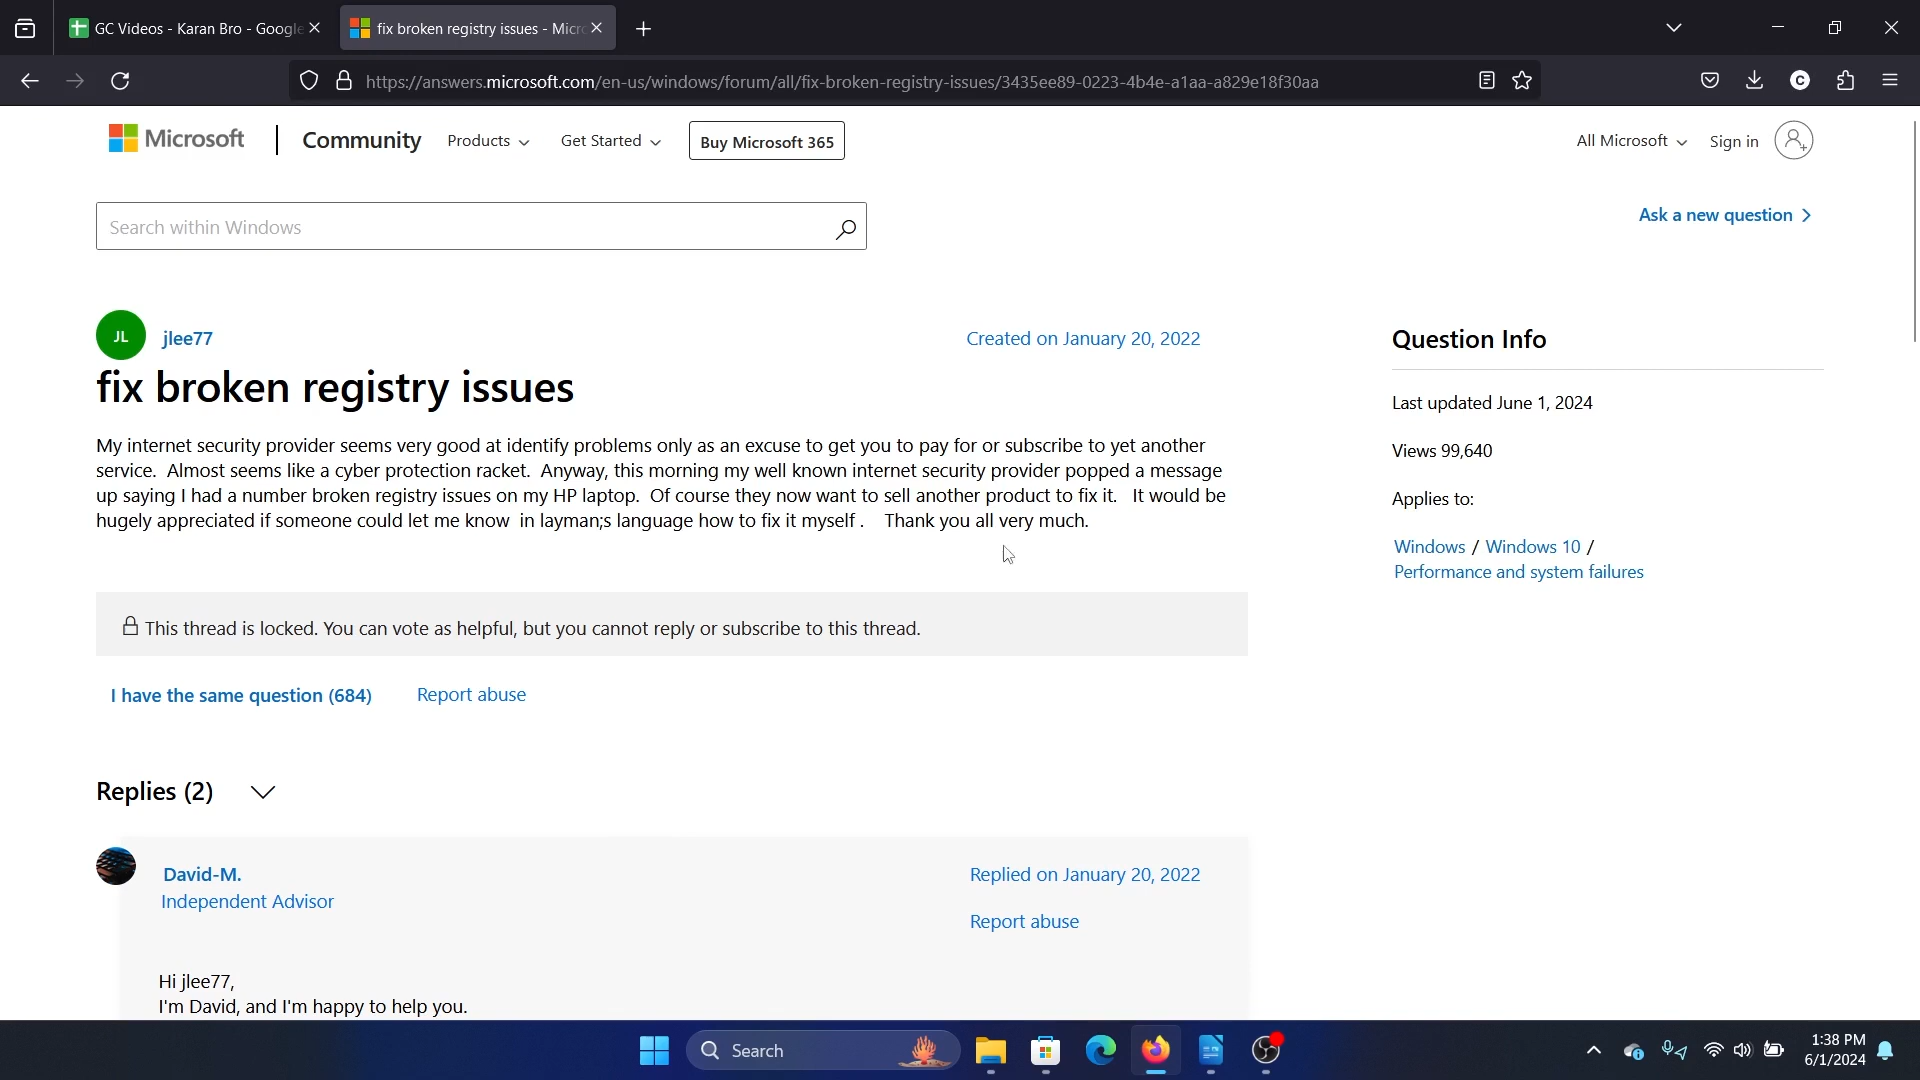 GC Videos - Karan Bro - Google
fix broken registry issues - Micro
https://answers.microsoft.com/en-us/windows/forum/all/fix-broken-registry-issues/3435ee89-0223-4b4e-a1aa-a829e18f30aa
C
Microsoft
Community
Products
Get Started
Buy Microsoft 365
All Microsoft
Sign in
Search within Windows
Ask a new question
JL
jlee77
Created on January 20, 2022
fix broken registry issues
My internet security provider seems very good at identify problems only as an excuse to get you to pay for or subscribe to yet another
service.  Almost seems like a cyber protection racket.  Anyway, this morning my well known internet security provider popped a message
up saying I had a number broken registry issues on my HP laptop.  Of course they now want to sell another product to fix it.   It would be
hugely appreciated if someone could let me know  in layman;s language how to fix it myself .    Thank you all very much.
Question Info
Last updated June 1, 2024
Views 99,640
Applies to:
Windows / Windows 10 /
Performance and system failures
This thread is locked. You can vote as helpful, but you cannot reply or subscribe to this thread.
I have the same question (684)
Report abuse
Replies (2)
David-M.
Independent Advisor
Replied on January 20, 2022
Report abuse
Hi jlee77,
I'm David, and I'm happy to help you.
Search
1:38 PM
6/1/2024